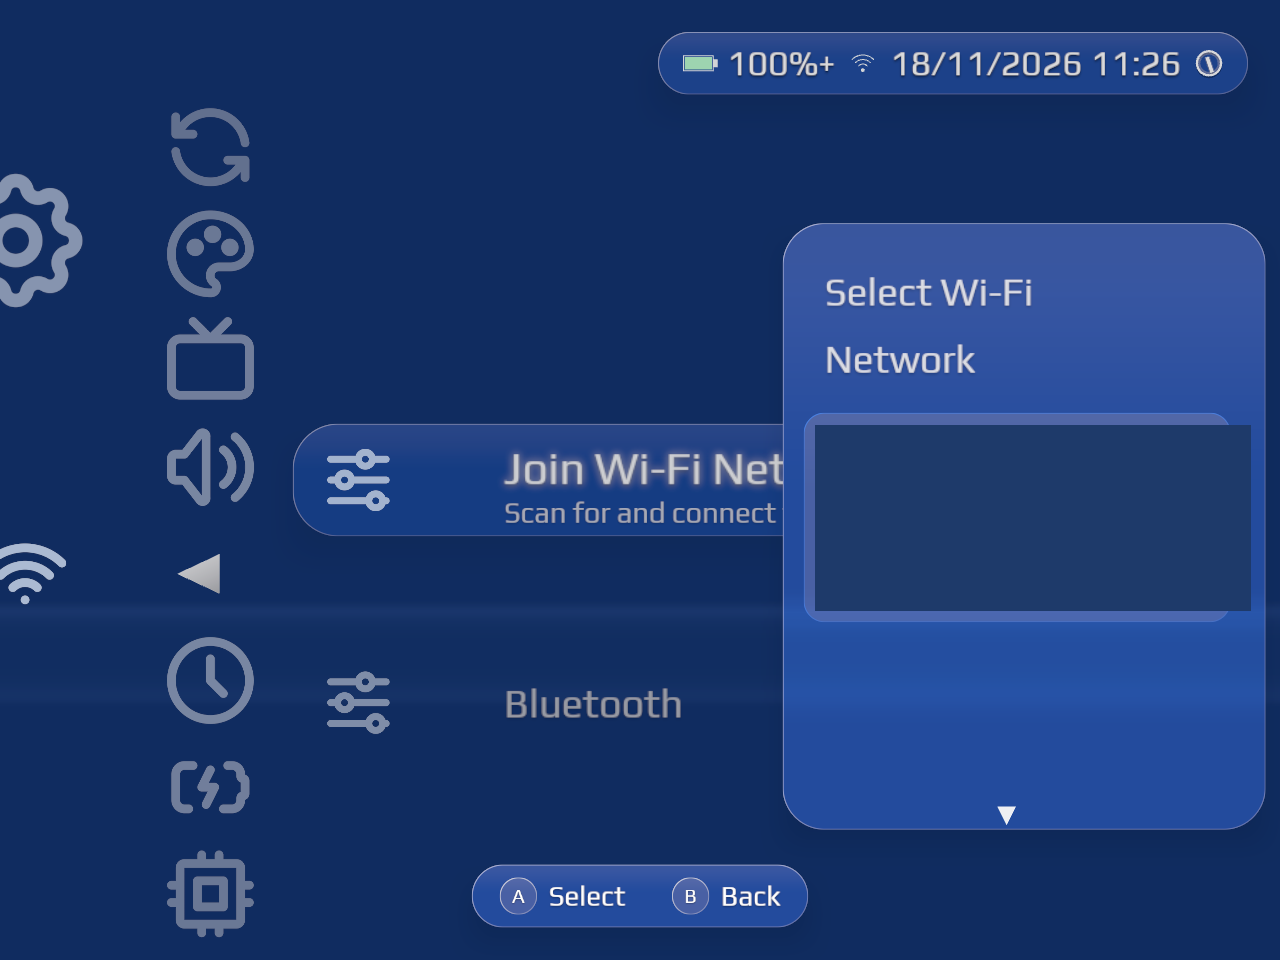 100%+ 18/11/2026 11:26
Select Wi-Fi
Network
Join Wi-Fi Net
Scan for and connect
Bluetooth
A Select B Back